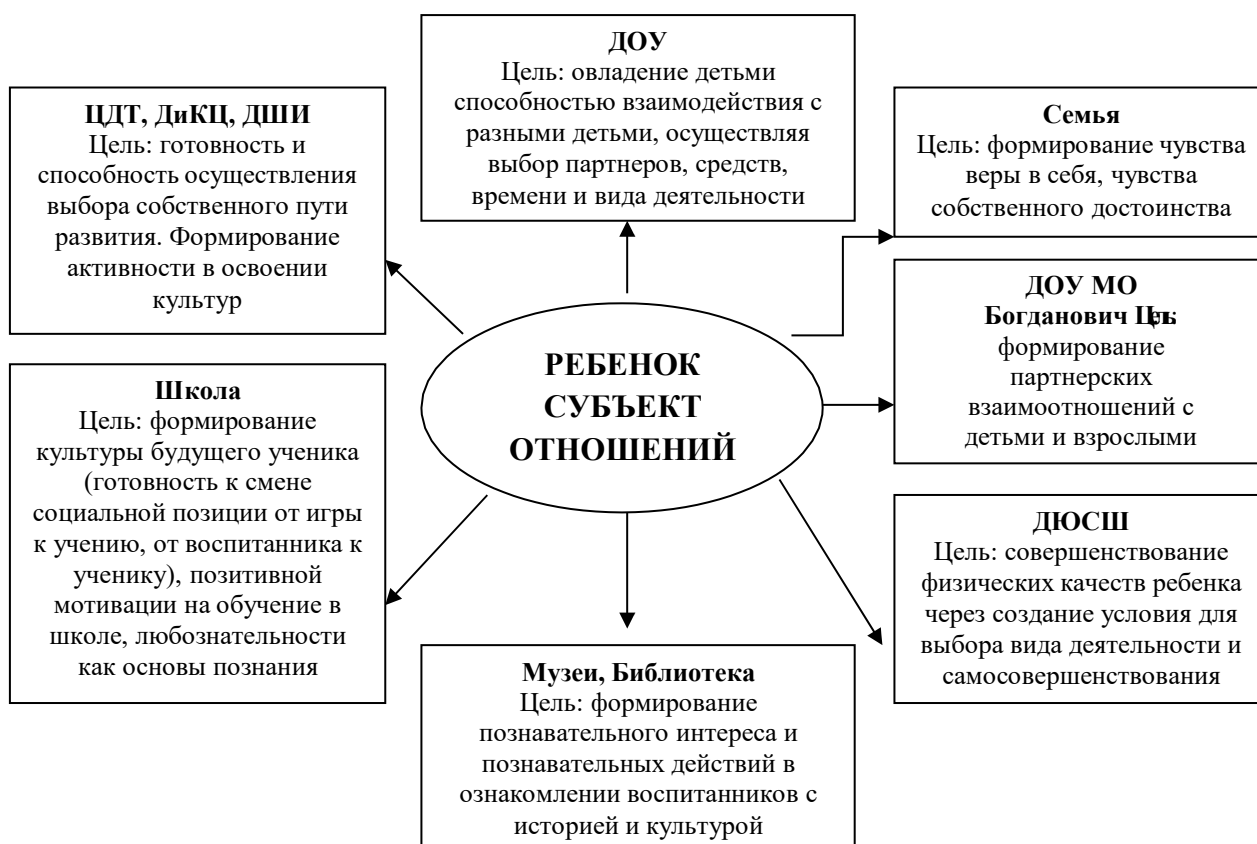 ДОУ
Цель: овладение детьми
способностью взаимодействия с
разными детьми, осуществляя
выбор партнеров, средств,
времени и вида деятельности
ЦДТ, ДиКЦ, ДШИ
Цель: готовность и
способность осуществления
выбора собственного пути
развития. Формирование
активности в освоении
культур
Семья
Цель: формирование чувства
веры в себя, чувства
собственного достоинства
ДОУ МО
Богданович
формирование
партнерских
взаимоотношений с
детьми и взрослыми
РЕБЕНОК
СУБЪЕКТ
ОТНОШЕНИЙ
Школа
Цель: формирование
культуры будущего ученика
(готовность к смене
социальной позиции от игры
к учению, от воспитанника к
ученику), позитивной
мотивации на обучение в
школе, любознательности
как основы познания
ДЮСШ
Цель: совершенствование
физических качеств ребенка
через создание условия для
выбора вида деятельности и
самосовершенствования
Музеи, Библиотека
Цель: формирование
познавательного интереса и
познавательных действий в
ознакомлении воспитанников с
историей и культурой